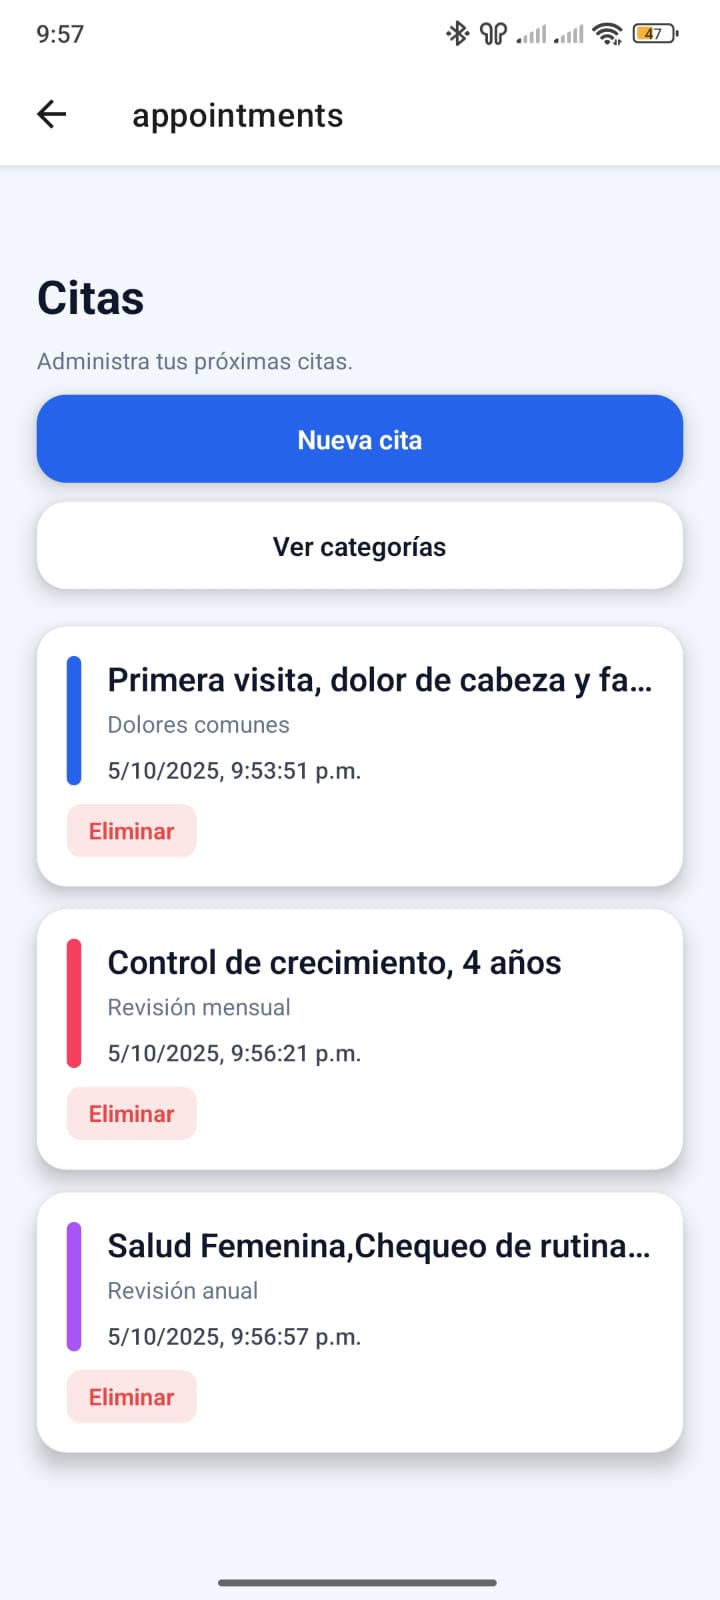 9:57
47
appointments
Citas
Administra tus próximas citas.
Nueva cita
Ver categorías
Primera visita, dolor de cabeza y fa...
Dolores comunes
5/10/2025, 9:53:51 p.m.
Eliminar
Control de crecimiento, 4 años
Revisión mensual
5/10/2025, 9:56:21 p.m.
Eliminar
Salud Femenina,Chequeo de rutina...
Revisión anual
5/10/2025, 9:56:57 p.m.
Eliminar